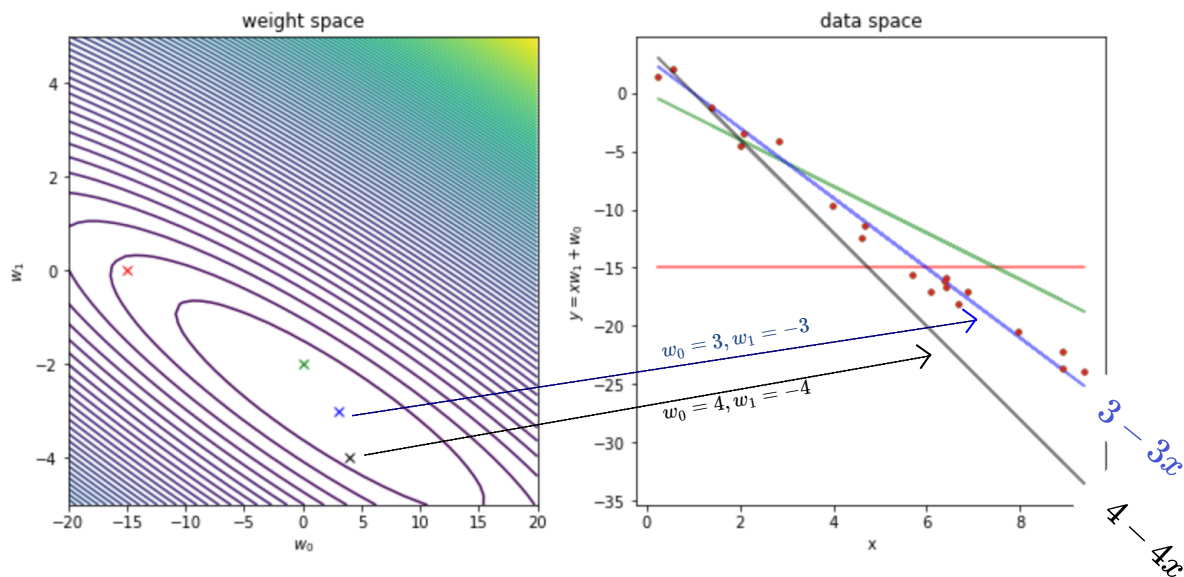 weight space
4
2
0
−2
−4
w₁
−20 −15 −10 −5 0 5 10 15 20
w₀
data space
0
−5
−10
−15
−20
−25
−30
−35
y = xw₁ + w₀
0 2 4 6 8
x
w₀ = 3, w₁ = −3
w₀ = 4, w₁ = −4
3 − 3x
4 − 4x